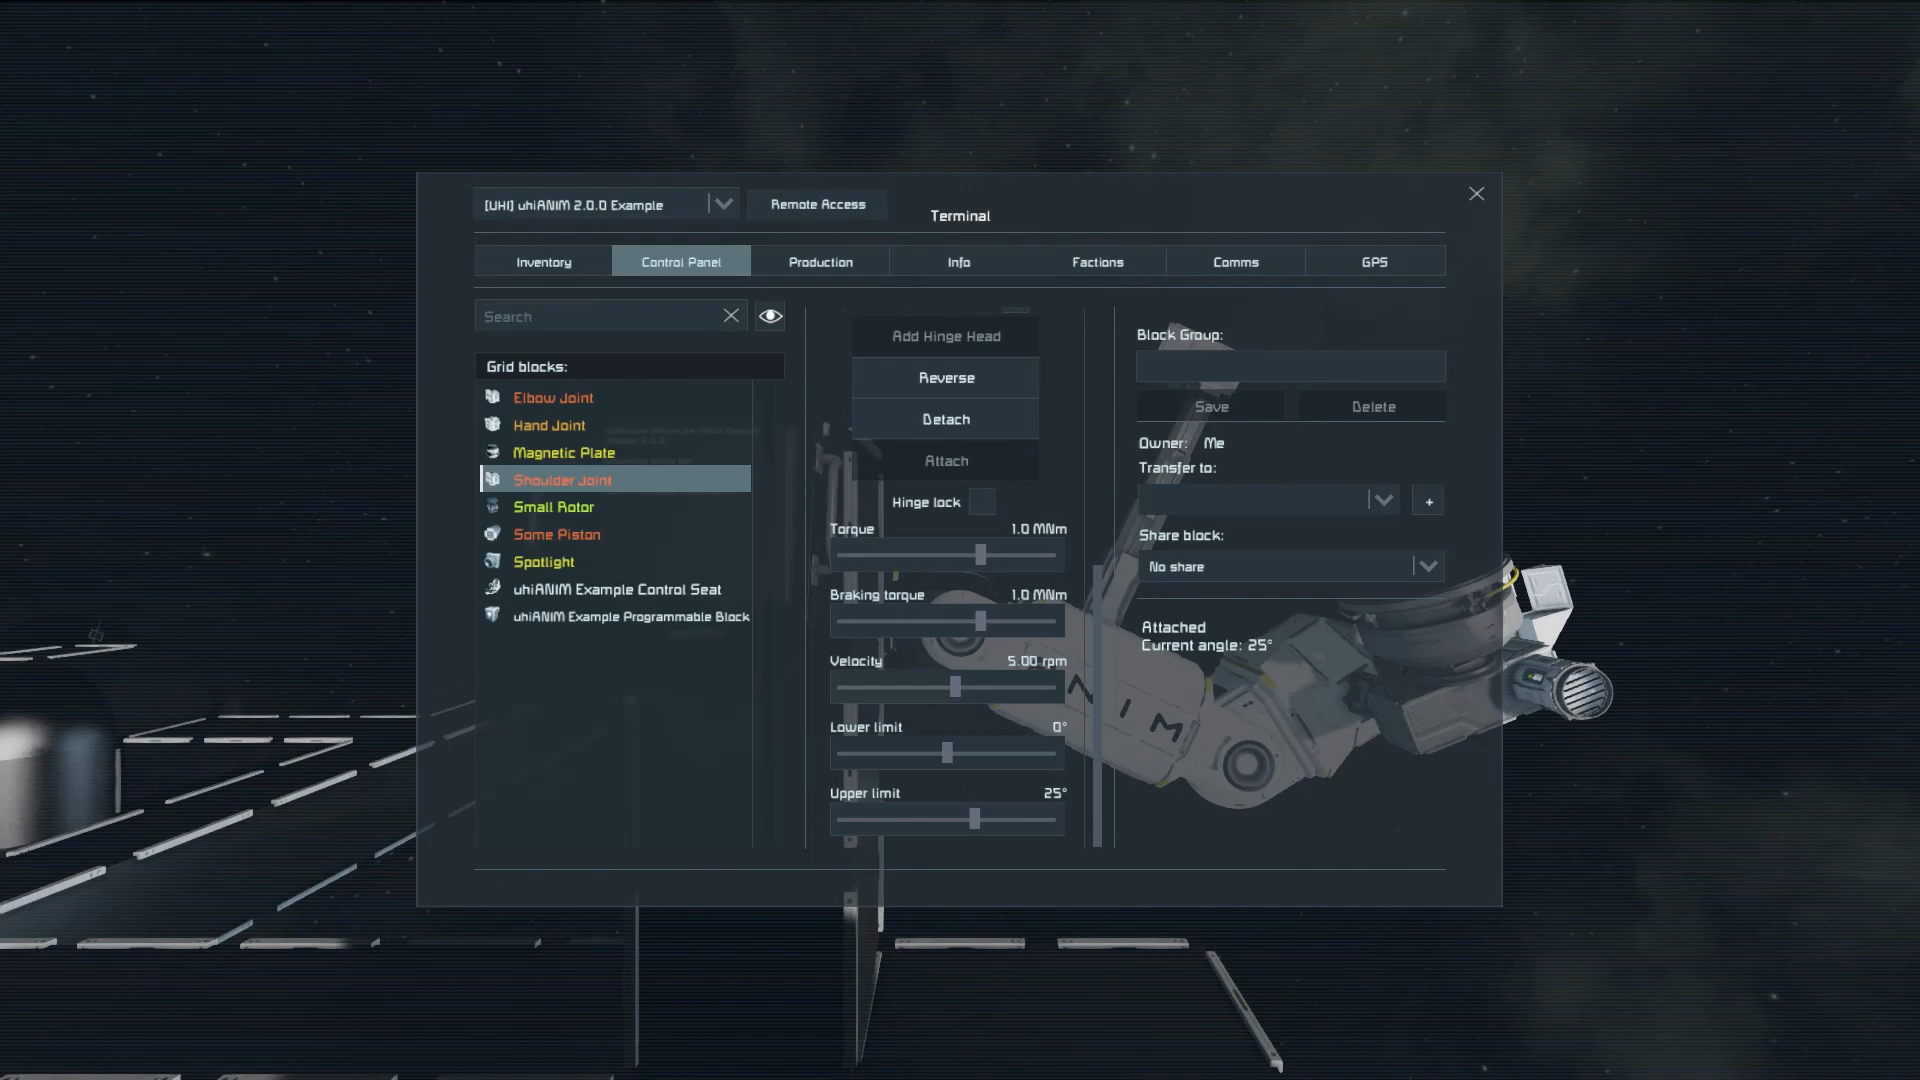 [UHI] uhiANIM 2.0.0 Example
Remote Access
Terminal
Inventory
Control Panel
Production
Info
Factions
Comms
GPS
Search
Grid blocks:
Elbow Joint
Hand Joint
Magnetic Plate
Shoulder Joint
Small Rotor
Some Piston
Spotlight
uhiANIM Example Control Seat
uhiANIM Example Programmable Block
Add Hinge Head
Reverse
Detach
Attach
Hinge lock
Torque 1.0 MNm
Braking torque 1.0 MNm
Velocity 5.00 rpm
Lower limit 0°
Upper limit 25°
Block Group:
Save
Delete
Owner: Me
Transfer to:
+
Share block:
No share
Attached
Current angle: 25°
N I M